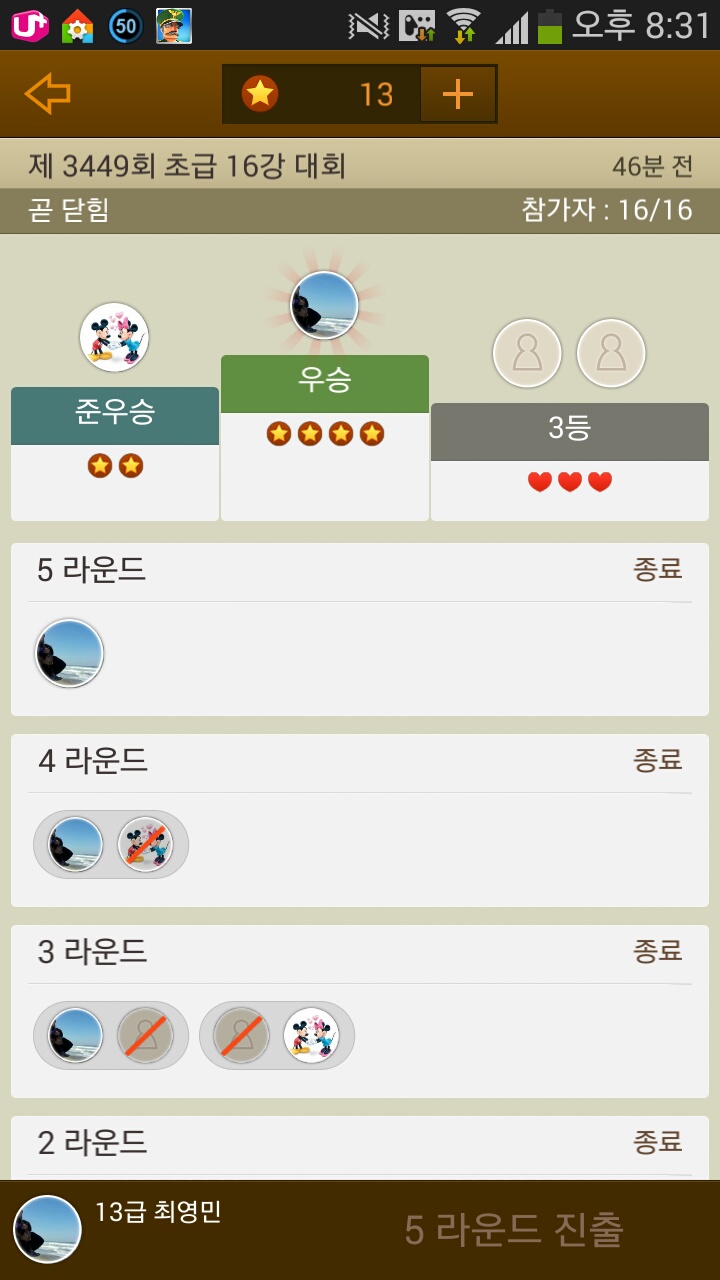 U+ 50 오후 8:31
13 +
제 3449회 초급 16강 대회 46분 전
곧 닫힘 참가자 : 16/16
우승
준우승
3등
5 라운드 종료
4 라운드 종료
3 라운드 종료
2 라운드 종료
13급 최영민
5 라운드 진출